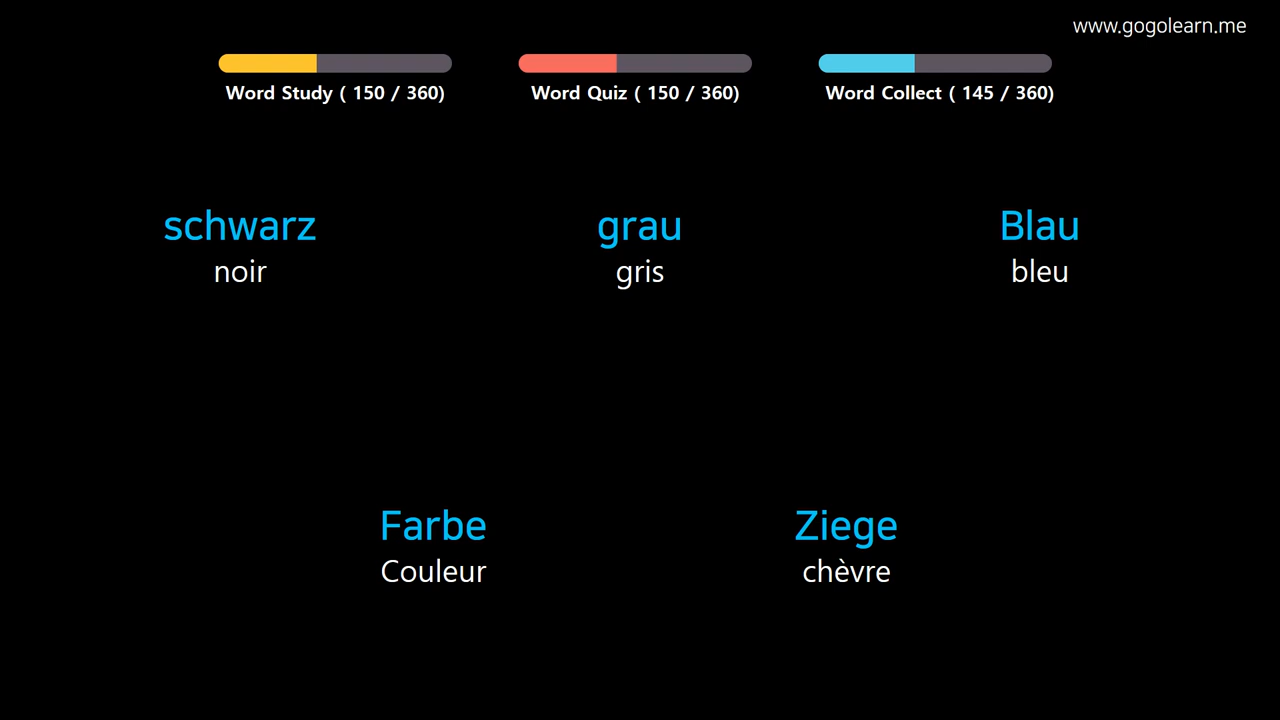 www.gogolearn.me
Word Study ( 150 / 360)
Word Quiz ( 150 / 360)
Word Collect ( 145 / 360)
schwarz
noir
grau
gris
Blau
bleu
Farbe
Couleur
Ziege
chèvre